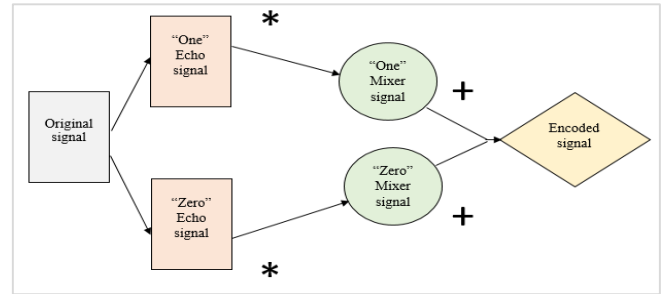 “One”
Echo
signal
*
“One”
Mixer
signal
+
Original
signal
Encoded
signal
“Zero”
Echo
signal
*
“Zero”
Mixer
signal
+